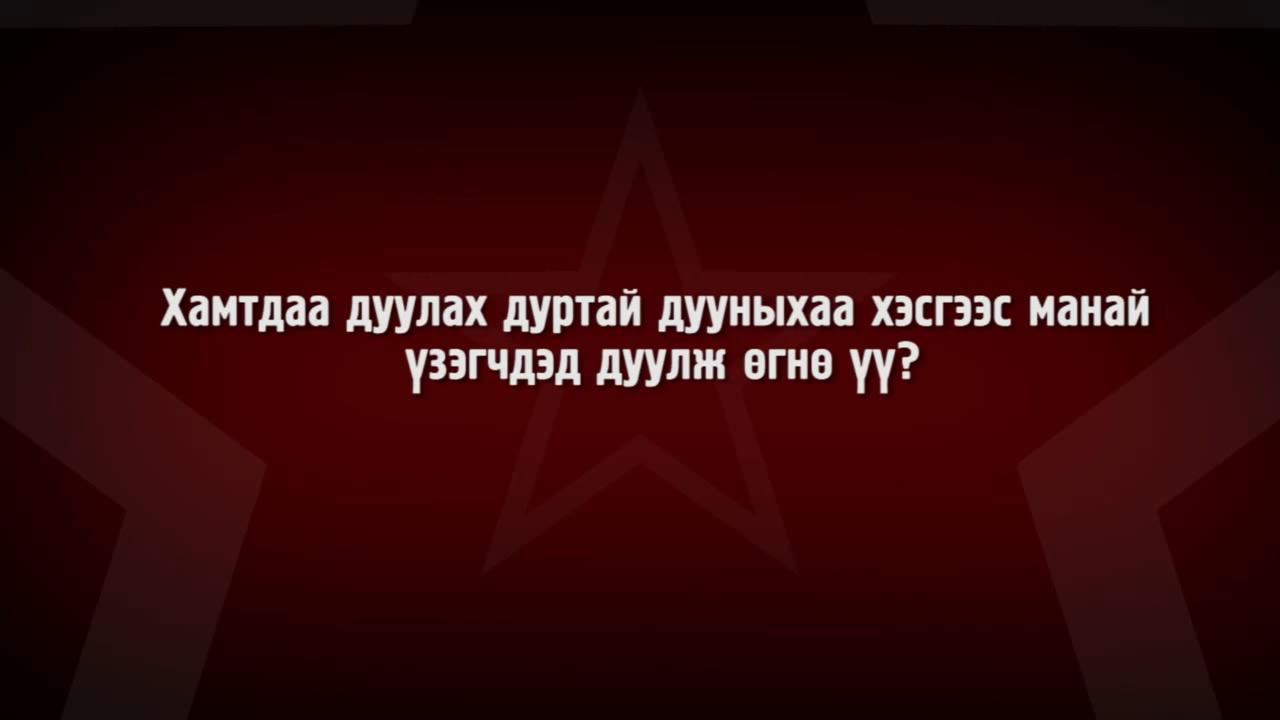 Хамтдаа дуулах дуртай дууныхаа хэсгээс манай
үзэгчдэд дуулж өгнө үү?